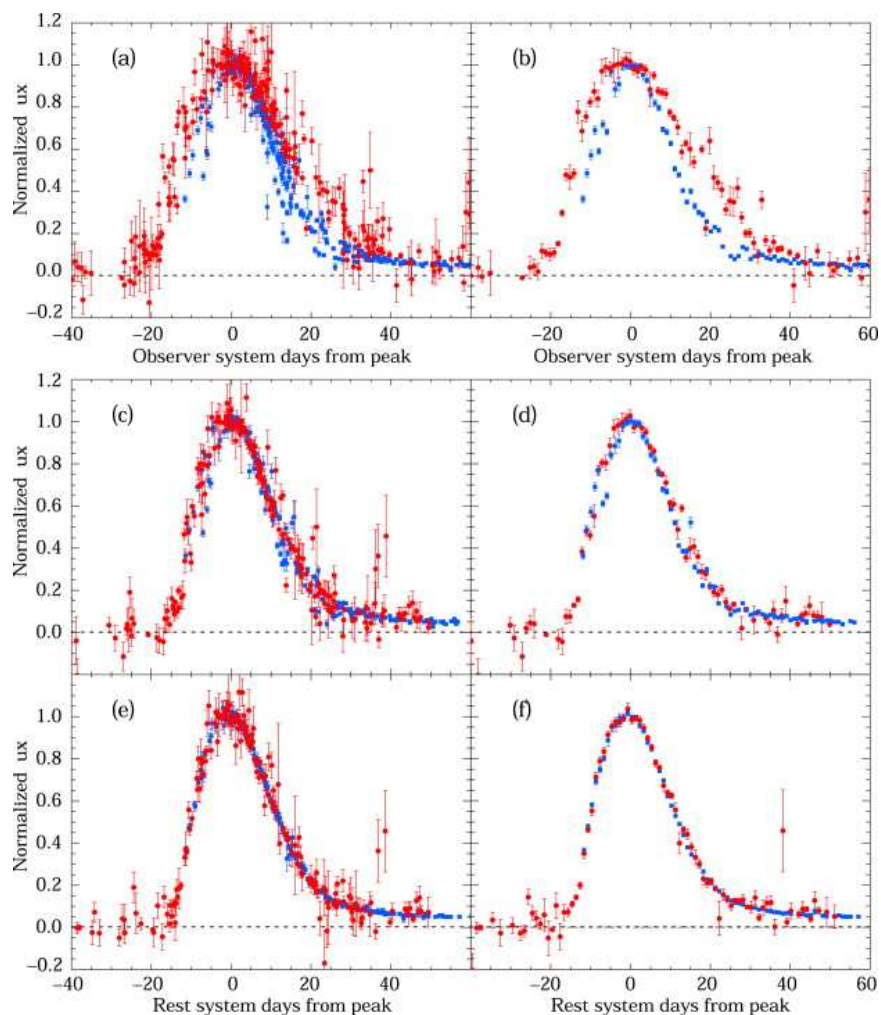 1.2
1.0
0.8
0.6
0.4
0.2
0.0
−0.2
Normalized ux
(a)
(b)
−40 −20 0 20 40
−20 0 20 40 60
Observer system days from peak
Observer system days from peak
1.2
1.0
0.8
0.6
0.4
0.2
0.0
Normalized ux
(c)
(d)
1.0
0.8
0.6
0.4
0.2
0.0
−0.2
Normalized ux
(e)
(f)
−40 −20 0 20 40
−20 0 20 40 60
Rest system days from peak
Rest system days from peak